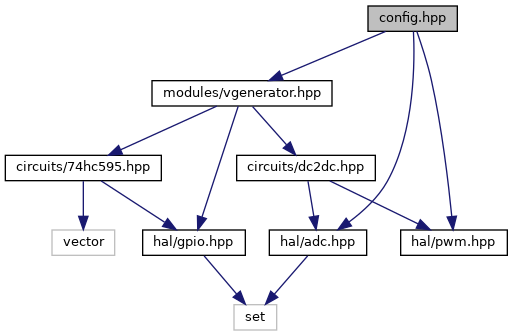 config.hpp
modules/vgenerator.hpp
circuits/74hc595.hpp
circuits/dc2dc.hpp
vector
hal/gpio.hpp
hal/adc.hpp
hal/pwm.hpp
set